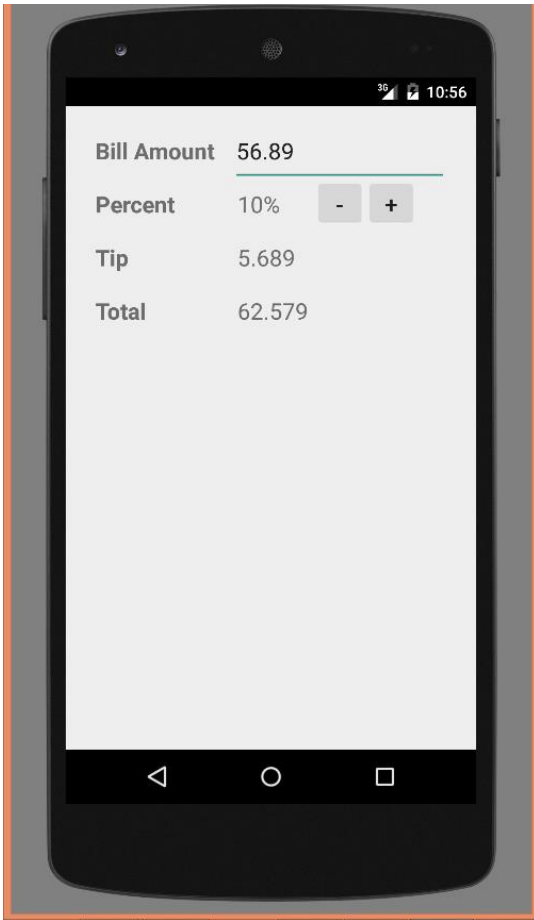 3G 10:56
Bill Amount 56.89
Percent 10% - +
Tip 5.689
Total 62.579